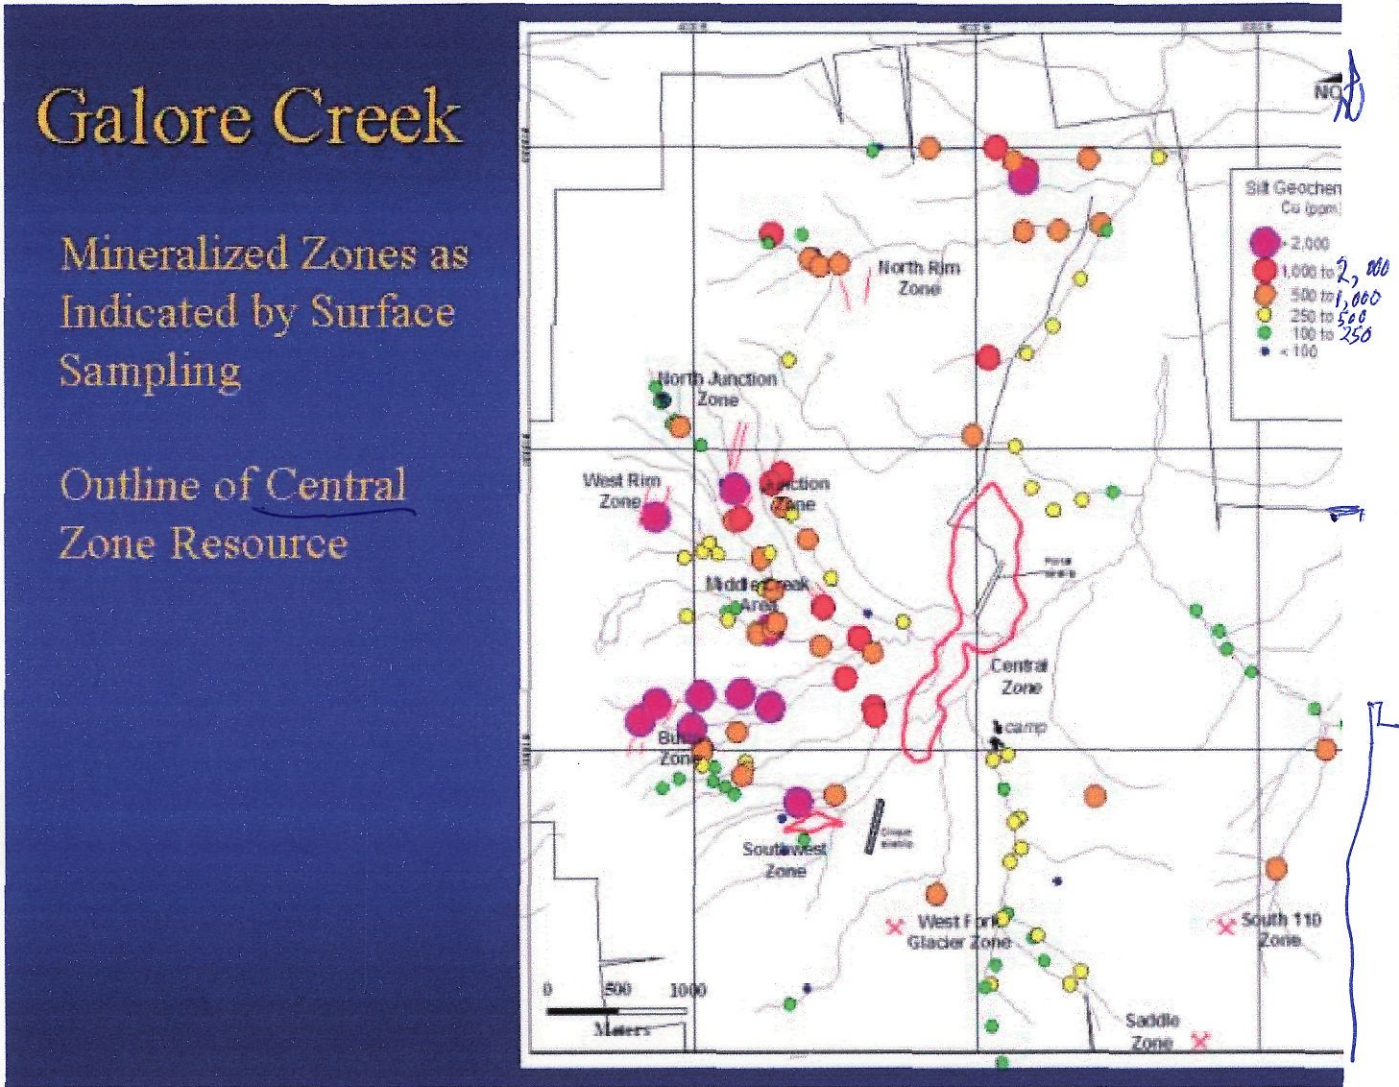 Galore Creek
Mineralized Zones as
Indicated by Surface
Sampling
Outline of Central
Zone Resource
NO
Silt Geochem
Cu (ppm)
> 2,000
1,000 to 2,000
500 to 1,000
250 to 500
100 to 250
< 100
North Rim
Zone
North Junction
Zone
West Rim
Zone
Junction
Zone
Middle Creek
Area
Portal
Central
Zone
camp
Butte
Zone
Southwest
Zone
West Fork
Glacier Zone
South 110
Zone
Saddle
Zone
0 500 1000
Meters